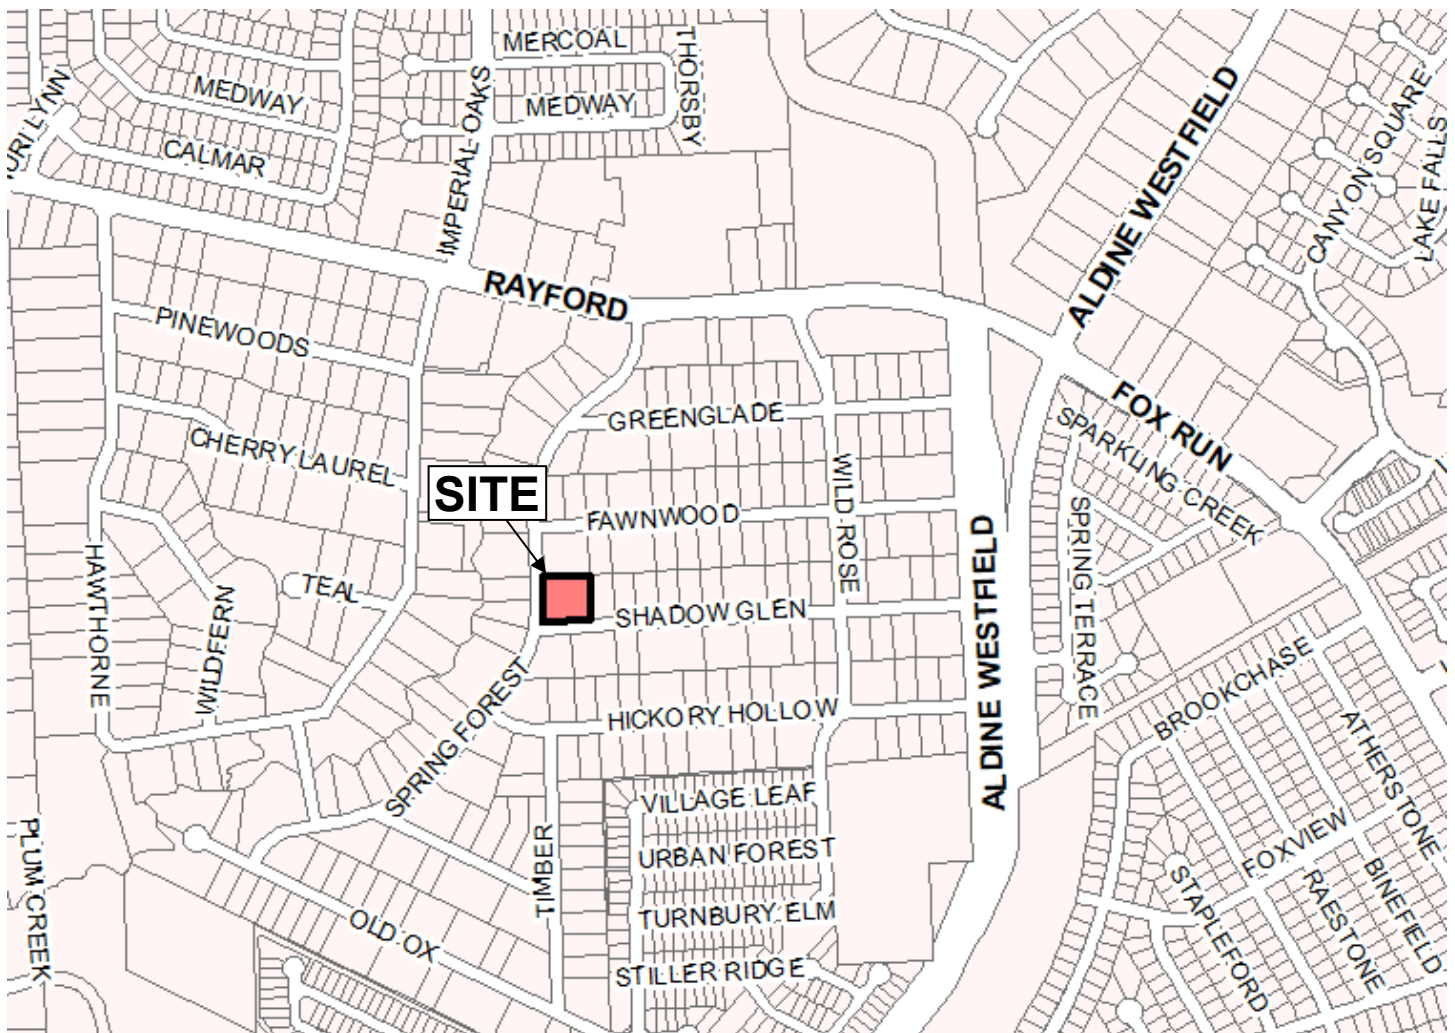 MERCOAL
THORSBY
MEDWAY
MEDWAY
IMPERIAL OAKS
URI LYNN
CALMAR
ALDINE WESTFIELD
CANYON SQUARE
LAKE FALLS
RAYFORD
PINEWOODS
GREENGLADE
FOX RUN
SPARKLING CREEK
CHERRY LAUREL
SITE
WILD ROSE
FAWNWOOD
SPRING TERRACE
ALDINE WESTFIELD
HAWTHORNE
TEAL
WILDFERN
SHADOW GLEN
SPRING FOREST
HICKORY HOLLOW
BROOKCHASE
ATHERSTONE
VILLAGE LEAF
URBAN FOREST
FOXVIEW
PLUM CREEK
TIMBER
OLD OX
TURNBURY ELM
STILLER RIDGE
STAPLEFORD
RAESTONE
BINEFIELD